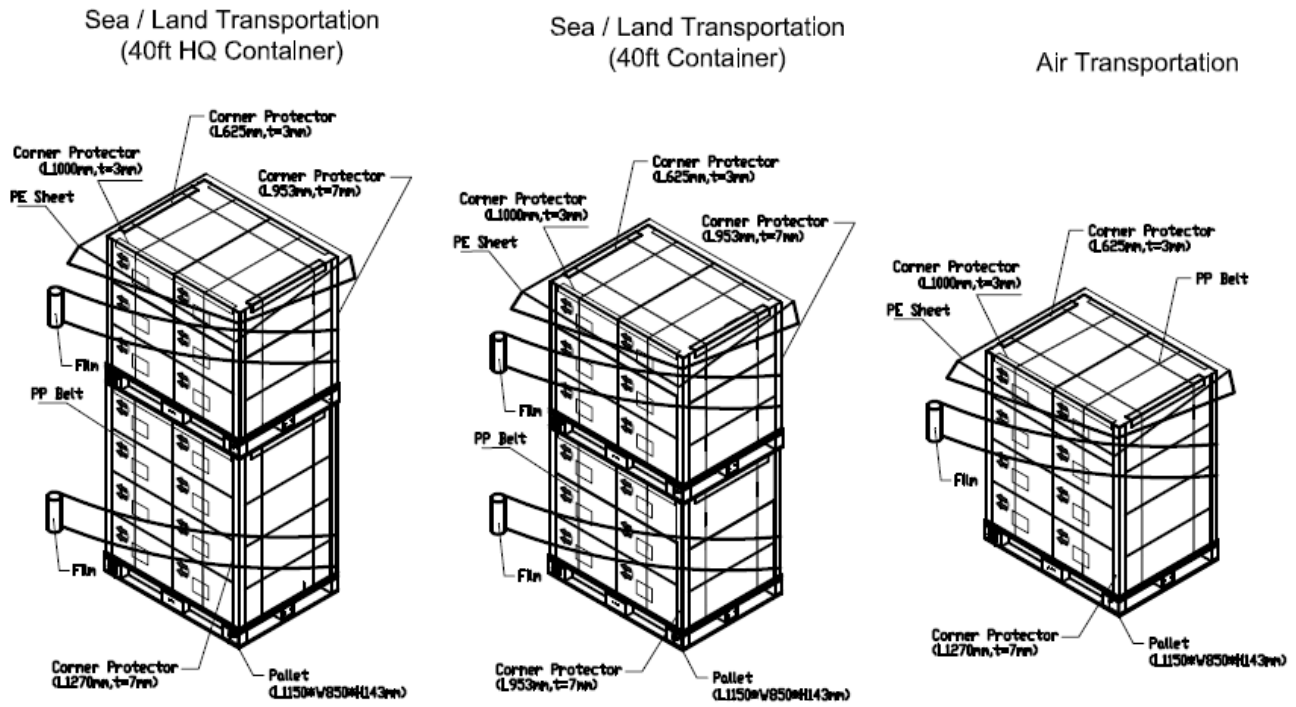 Sea / Land Transportation
(40ft HQ Container)
Corner Protector
(L625mm,t=3mm)
Corner Protector
(L1000mm,t=3mm)
Corner Protector
(L953mm,t=7mm)
PE Sheet
Film
PP Belt
Film
Corner Protector
(L1270mm,t=7mm)
Pallet
(L1150*W850*H143mm)
Sea / Land Transportation
(40ft Container)
Corner Protector
(L625mm,t=3mm)
Corner Protector
(L1000mm,t=3mm)
Corner Protector
(L953mm,t=7mm)
PE Sheet
Film
PP Belt
Film
Corner Protector
(L953mm,t=7mm)
Pallet
(L1150*W850*H143mm)
Air Transportation
Corner Protector
(L625mm,t=3mm)
Corner Protector
(L1000mm,t=3mm)
PP Belt
PE Sheet
Film
Corner Protector
(L1270mm,t=7mm)
Pallet
(L1150*W850*H143mm)